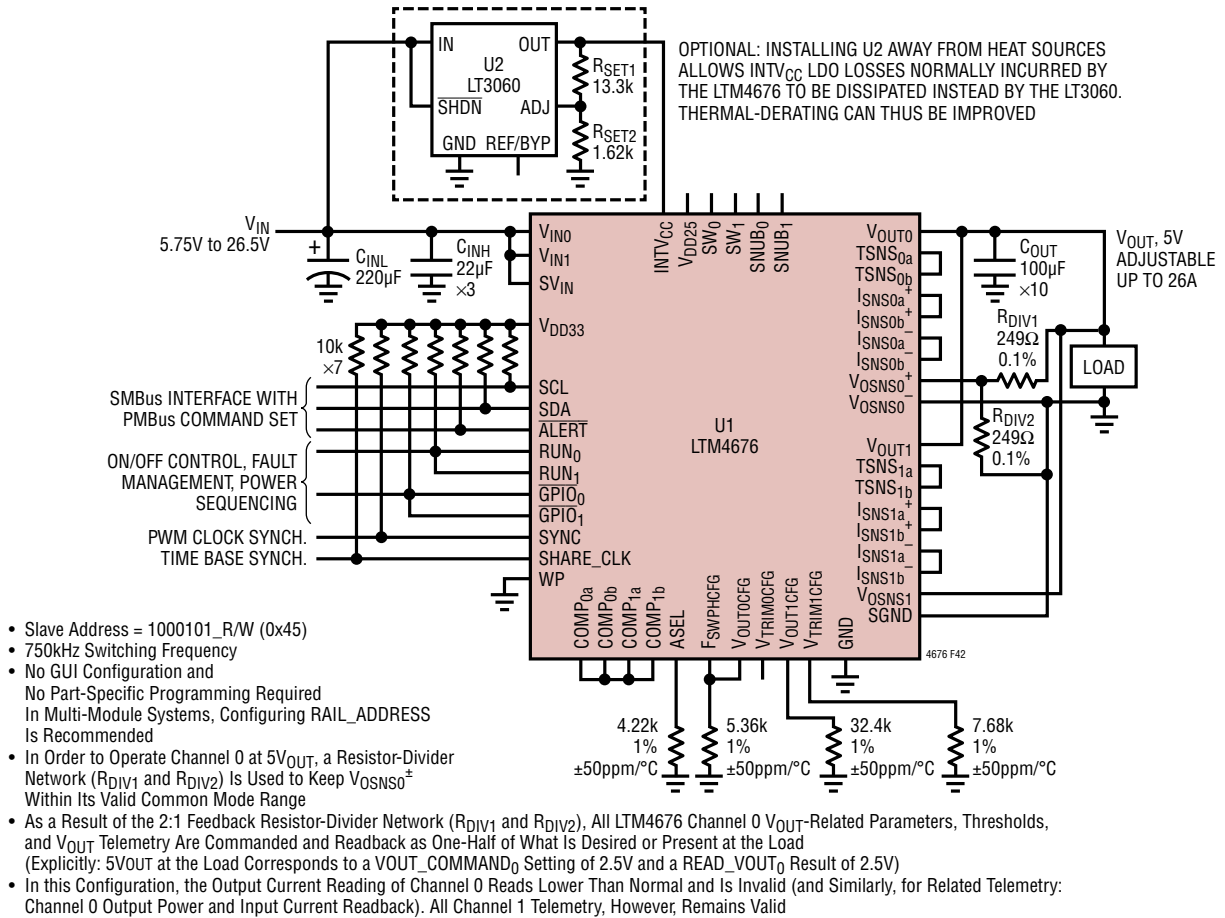 IN
OUT
U2
LT3060
SHDN
ADJ
GND
REF/BYP
RSET1
13.3k
RSET2
1.62k
OPTIONAL: INSTALLING U2 AWAY FROM HEAT SOURCES
ALLOWS INTVCC LDO LOSSES NORMALLY INCURRED BY
THE LTM4676 TO BE DISSIPATED INSTEAD BY THE LT3060.
THERMAL-DERATING CAN THUS BE IMPROVED
VIN
5.75V to 26.5V
+
CINL
220µF
CINH
22µF
×3
VIN0
VIN1
SVIN
VDD33
INTVCC
VDD25
SW0
SW1
SNUB0
SNUB1
10k
×7
SMBus INTERFACE WITH
PMBus COMMAND SET
ON/OFF CONTROL, FAULT
MANAGEMENT, POWER
SEQUENCING
PWM CLOCK SYNCH.
TIME BASE SYNCH.
SCL
SDA
ALERT
RUN0
RUN1
GPIO0
GPIO1
SYNC
SHARE_CLK
WP
U1
LTM4676
VOUT0
TSNS0a
TSNS0b
ISNS0a+
ISNS0b+
ISNS0a–
ISNS0b–
VOSNS0+
VOSNS0–
VOUT1
TSNS1a
TSNS1b
ISNS1a+
ISNS1b+
ISNS1a–
ISNS1b–
VOSNS1
SGND
COUT
100µF
×10
VOUT, 5V
ADJUSTABLE
UP TO 26A
RDIV1
249Ω
0.1%
LOAD
RDIV2
249Ω
0.1%
COMP0a
COMP0b
COMP1a
COMP1b
ASEL
FSWPHCFG
VOUT0CFG
VTRIM0CFG
VOUT1CFG
VTRIM1CFG
GND
4676 F42
4.22k
1%
±50ppm/°C
5.36k
1%
±50ppm/°C
32.4k
1%
±50ppm/°C
7.68k
1%
±50ppm/°C
• Slave Address = 1000101_R/W (0x45)
• 750kHz Switching Frequency
• No GUI Configuration and
No Part-Specific Programming Required
In Multi-Module Systems, Configuring RAIL_ADDRESS
Is Recommended
• In Order to Operate Channel 0 at 5VOUT, a Resistor-Divider
Network (RDIV1 and RDIV2) Is Used to Keep VOSNS0±
Within Its Valid Common Mode Range
• As a Result of the 2:1 Feedback Resistor-Divider Network (RDIV1 and RDIV2), All LTM4676 Channel 0 VOUT-Related Parameters, Thresholds,
and VOUT Telemetry Are Commanded and Readback as One-Half of What Is Desired or Present at the Load
(Explicitly: 5VOUT at the Load Corresponds to a VOUT_COMMAND0 Setting of 2.5V and a READ_VOUT0 Result of 2.5V)
• In this Configuration, the Output Current Reading of Channel 0 Reads Lower Than Normal and Is Invalid (and Similarly, for Related Telemetry:
Channel 0 Output Power and Input Current Readback). All Channel 1 Telemetry, However, Remains Valid